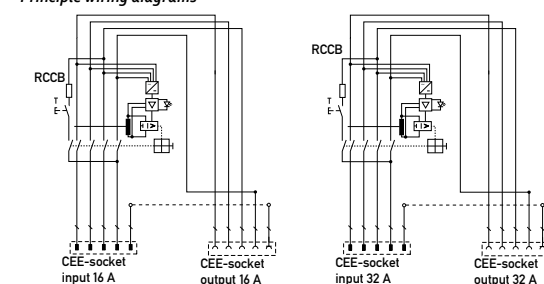 Principle wiring diagrams
RCCB
T
E
CEE-socket
input 16 A
CEE-socket
output 16 A
RCCB
T
E
CEE-socket
input 32 A
CEE-socket
output 32 A